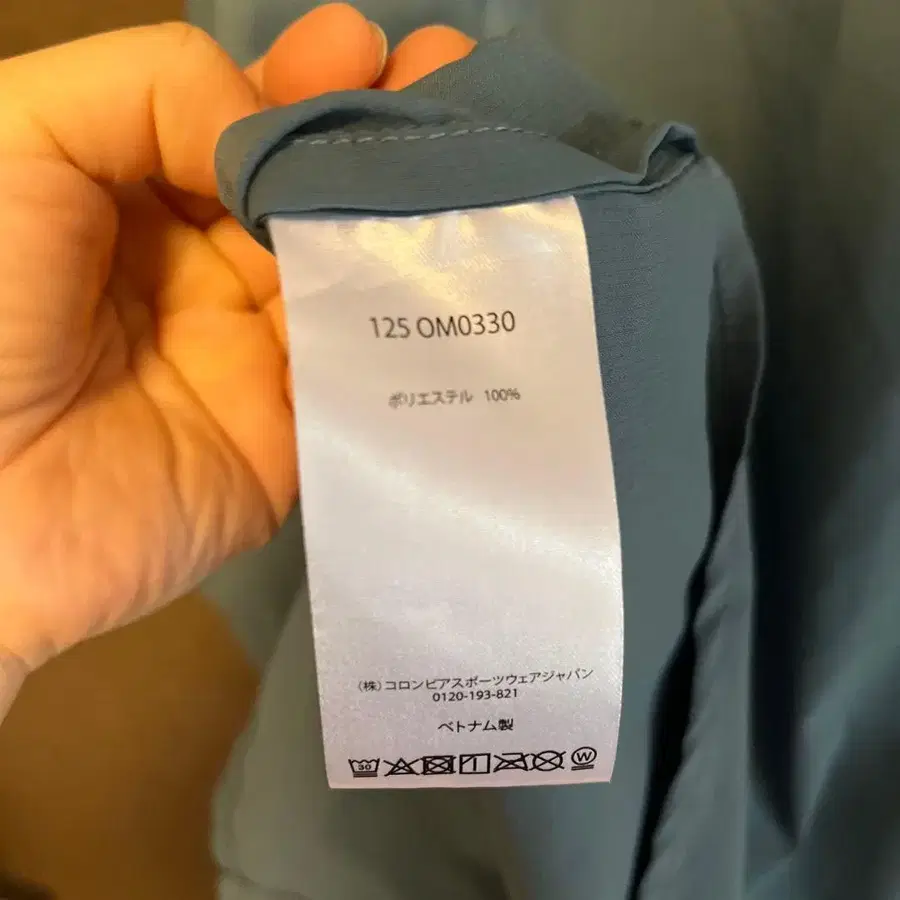 125 OM0330
ポリエステル 100%
(株)コロンビアスポーツウェアジャパン
0120-193-821
ベトナム製
30 W